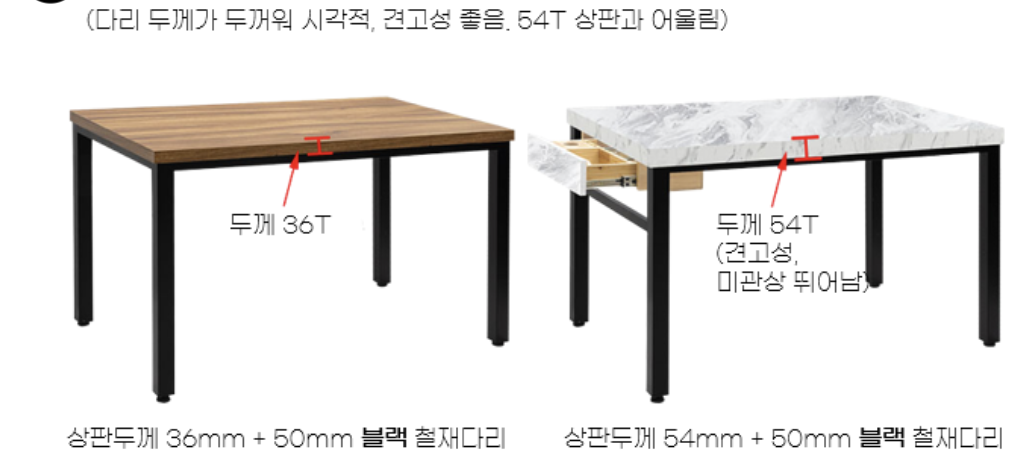 (다리 두께가 두꺼워 시각적, 견고성 좋음. 54T 상판과 어울림)
두께 36T
두께 54T
(견고성,
미관상 뛰어남)
상판두께 36mm + 50mm 블랙 철재다리
상판두께 54mm + 50mm 블랙 철재다리